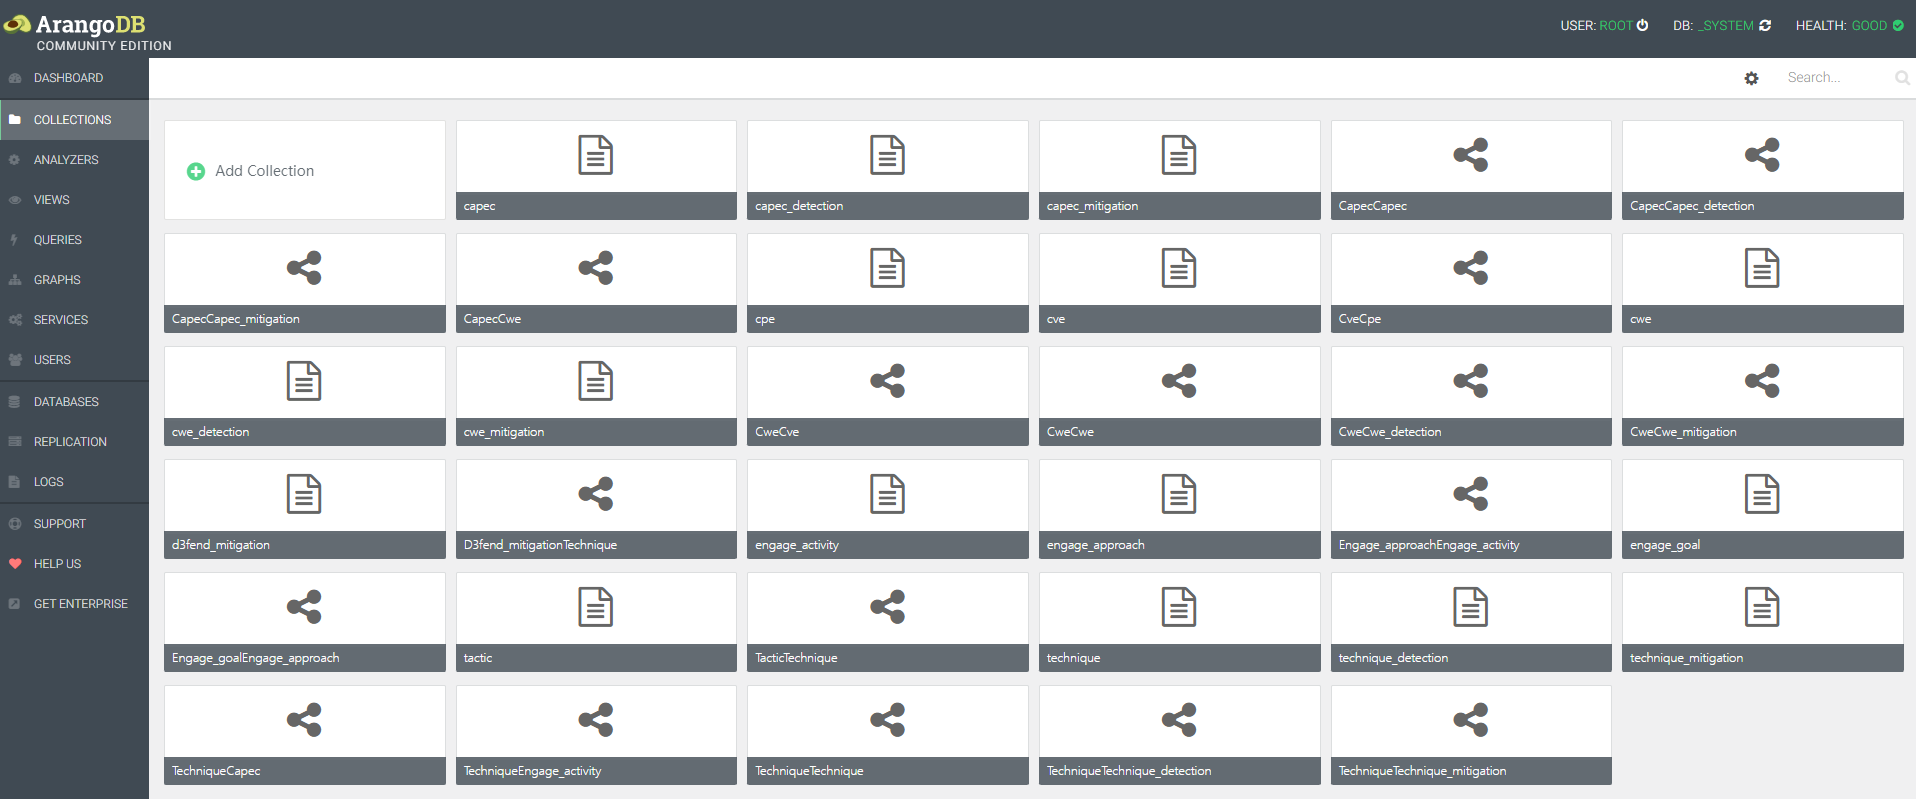 ArangoDB
COMMUNITY EDITION
USER: ROOT
DB: _SYSTEM
HEALTH: GOOD
DASHBOARD
COLLECTIONS
ANALYZERS
VIEWS
QUERIES
GRAPHS
SERVICES
USERS
DATABASES
REPLICATION
LOGS
SUPPORT
HELP US
GET ENTERPRISE
Search...
Add Collection
capec
capec_detection
capec_mitigation
CapecCapec
CapecCapec_detection
CapecCapec_mitigation
CapecCwe
cpe
cve
CveCpe
cwe
cwe_detection
cwe_mitigation
CweCve
CweCwe
CweCwe_detection
CweCwe_mitigation
d3fend_mitigation
D3fend_mitigationTechnique
engage_activity
engage_approach
Engage_approachEngage_activity
engage_goal
Engage_goalEngage_approach
tactic
TacticTechnique
technique
technique_detection
technique_mitigation
TechniqueCapec
TechniqueEngage_activity
TechniqueTechnique
TechniqueTechnique_detection
TechniqueTechnique_mitigation